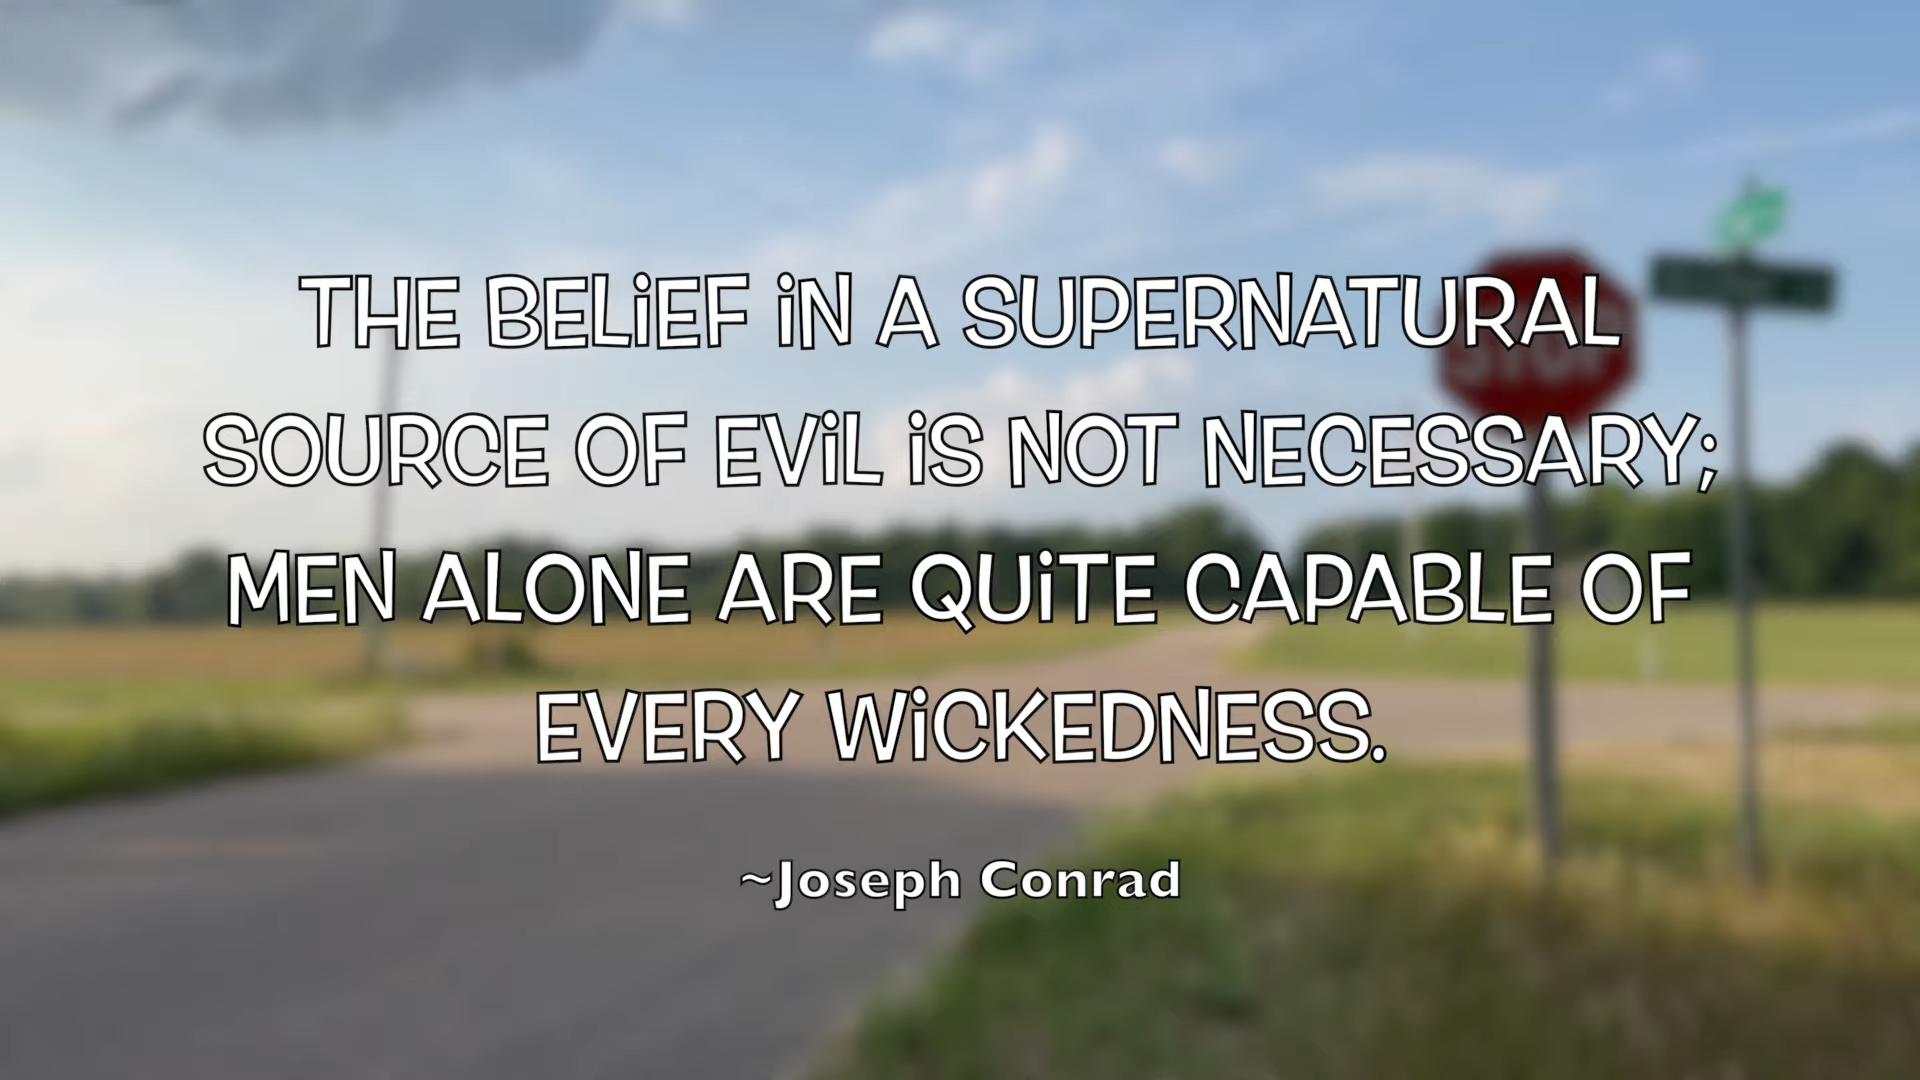 THE BELiEF iN A SUPERNATURAL
SOURCE OF EViL iS NOT NECESSARY;
MEN ALONE ARE QUiTE CAPABLE OF
EVERY WiCKEDNESS.
~Joseph Conrad
STOP